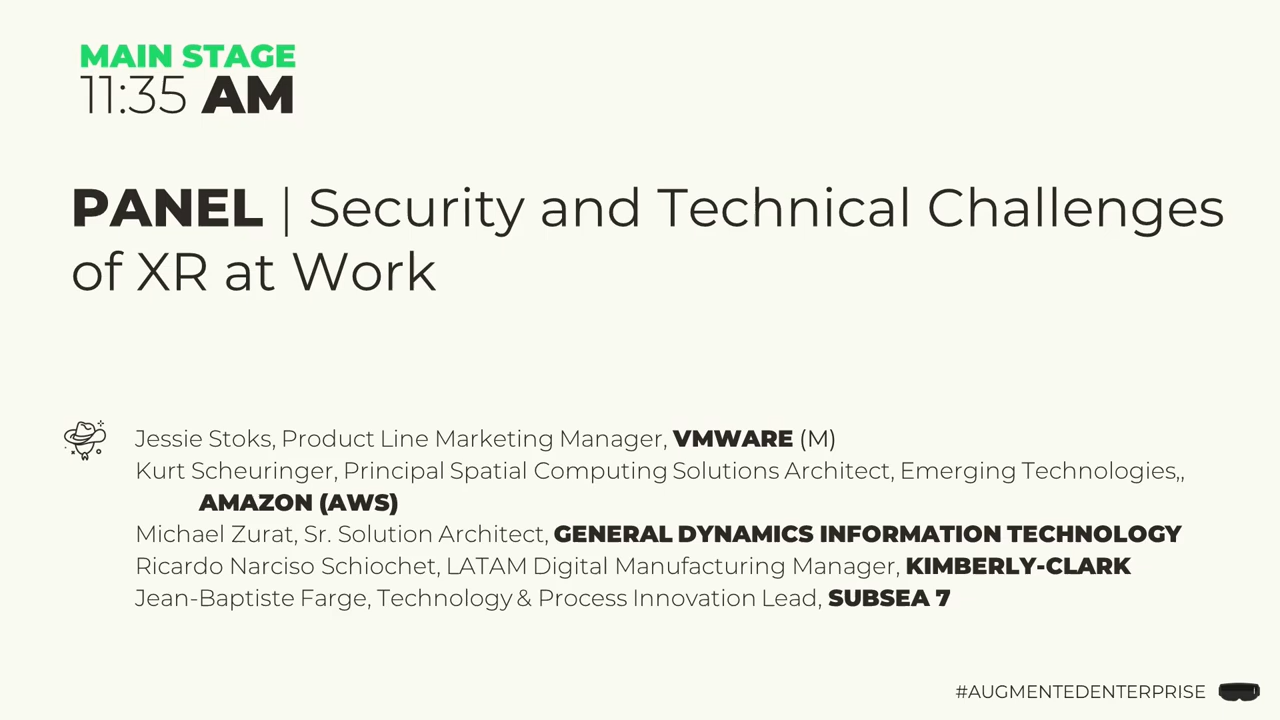 MAIN STAGE
11:35 AM
PANEL | Security and Technical Challenges
of XR at Work
Jessie Stoks, Product Line Marketing Manager, VMWARE (M)
Kurt Scheuringer, Principal Spatial Computing Solutions Architect, Emerging Technologies,,
AMAZON (AWS)
Michael Zurat, Sr. Solution Architect, GENERAL DYNAMICS INFORMATION TECHNOLOGY
Ricardo Narciso Schiochet, LATAM Digital Manufacturing Manager, KIMBERLY-CLARK
Jean-Baptiste Farge, Technology & Process Innovation Lead, SUBSEA 7
#AUGMENTEDENTERPRISE